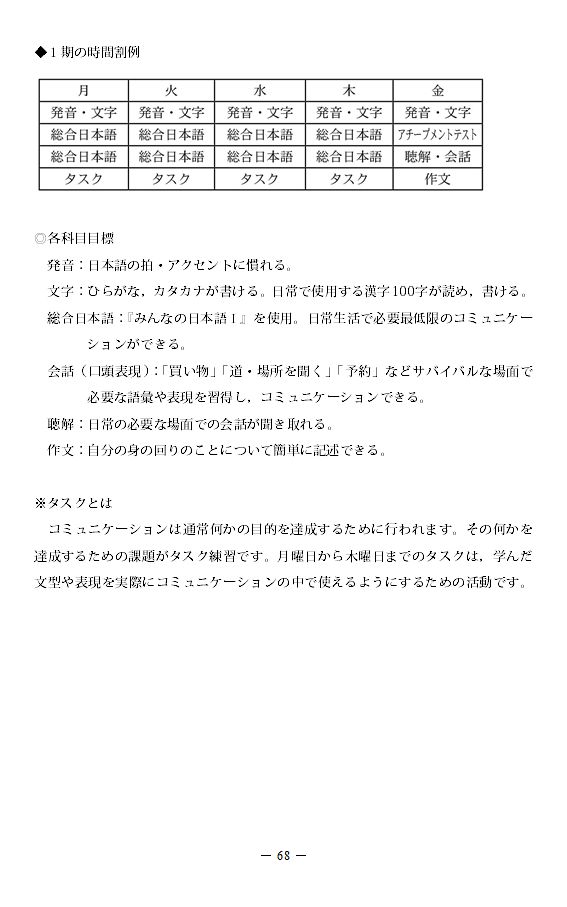 ◆１期の時間割例
月 火 水 木 金
発音・文字 発音・文字 発音・文字 発音・文字 発音・文字
総合日本語 総合日本語 総合日本語 総合日本語 アチーブメントテスト
総合日本語 総合日本語 総合日本語 総合日本語 聴解・会話
タスク タスク タスク タスク 作文
◎各科目目標
発音：日本語の拍・アクセントに慣れる。
文字：ひらがな，カタカナが書ける。日常で使用する漢字100字が読め，書ける。
総合日本語：『みんなの日本語Ⅰ』を使用。日常生活で必要最低限のコミュニケー
ションができる。
会話（口頭表現）：「買い物」「道・場所を聞く」「予約」などサバイバルな場面で
必要な語彙や表現を習得し，コミュニケーションできる。
聴解：日常の必要な場面での会話が聞き取れる。
作文：自分の身の回りのことについて簡単に記述できる。
※タスクとは
コミュニケーションは通常何かの目的を達成するために行われます。その何かを
達成するための課題がタスク練習です。月曜日から木曜日までのタスクは，学んだ
文型や表現を実際にコミュニケーションの中で使えるようにするための活動です。
― 68 ―